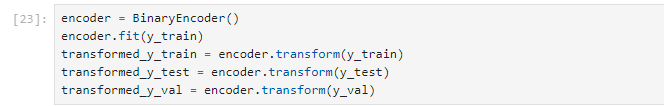 [23]: encoder = BinaryEncoder()
encoder.fit(y_train)
transformed_y_train = encoder.transform(y_train)
transformed_y_test = encoder.transform(y_test)
transformed_y_val = encoder.transform(y_val)